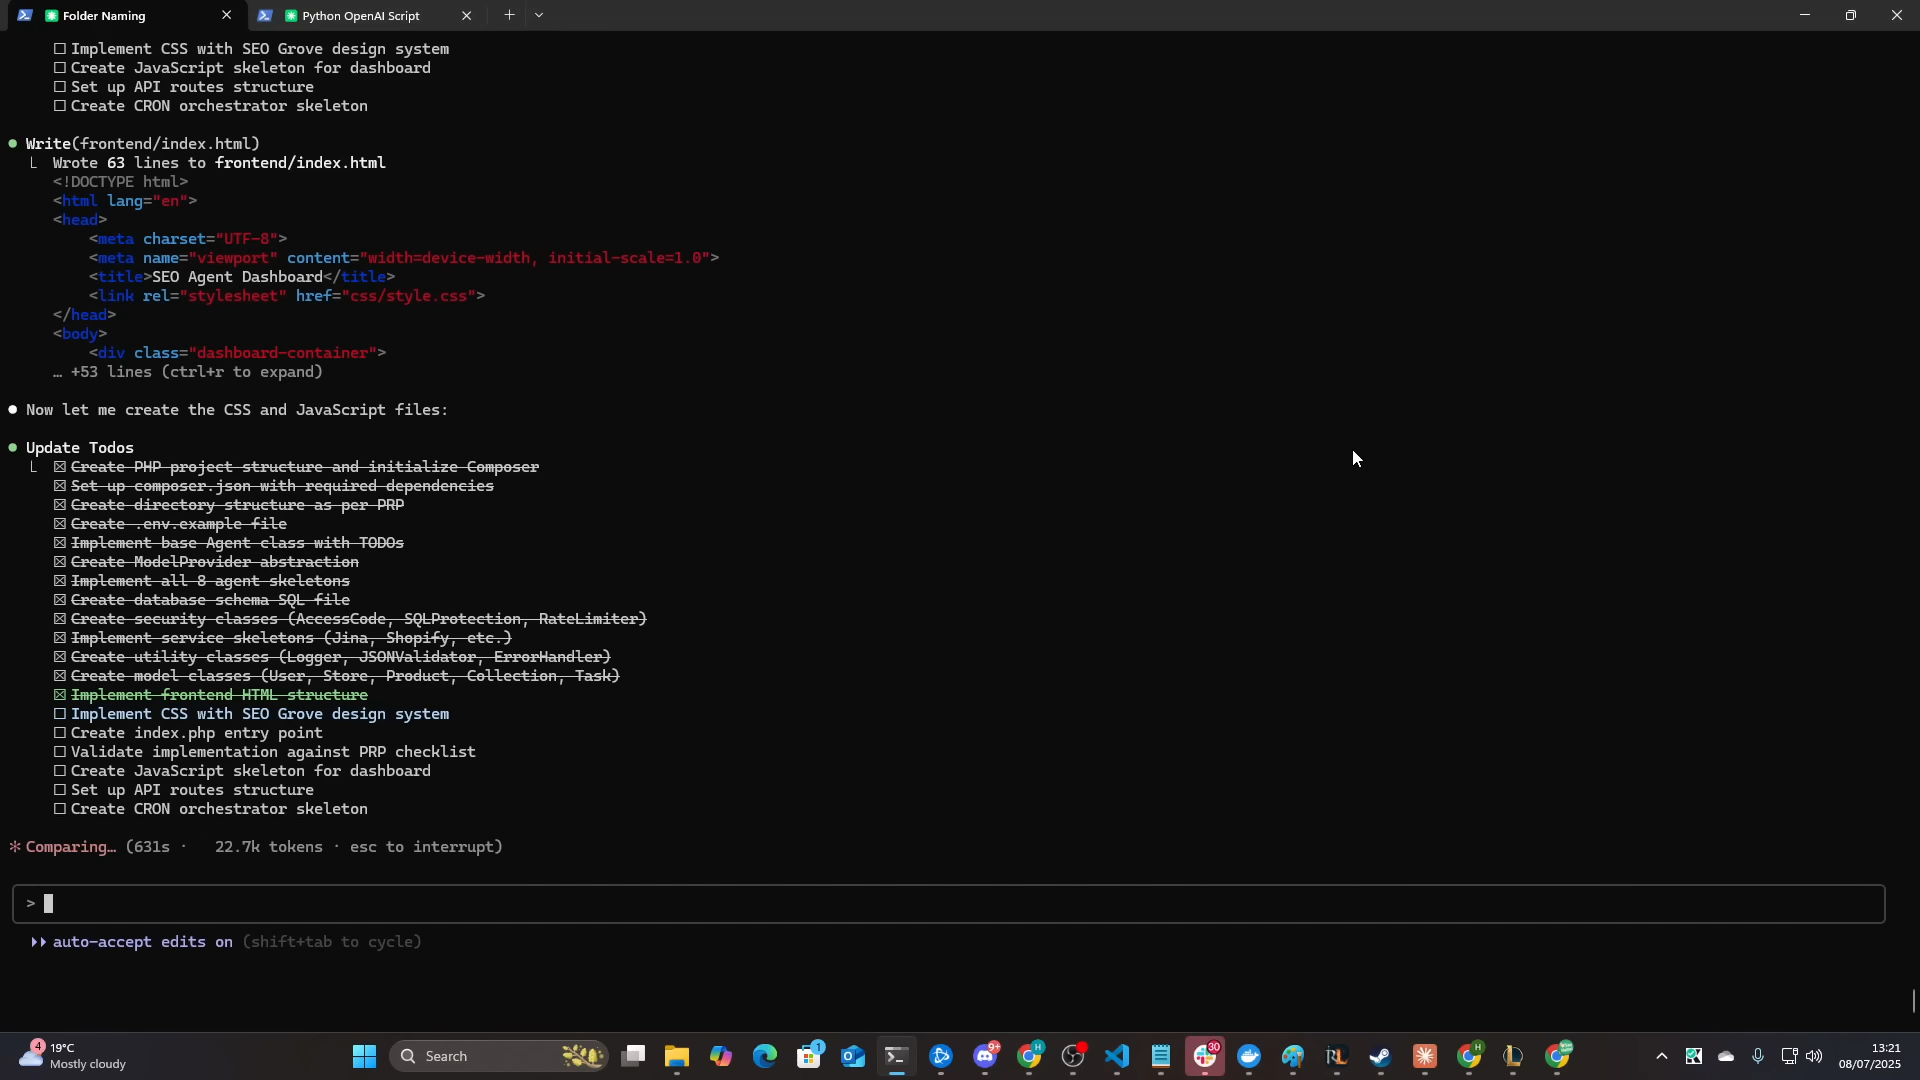 Folder Naming
Python OpenAI Script
☐ Implement CSS with SEO Grove design system
☐ Create JavaScript skeleton for dashboard
☐ Set up API routes structure
☐ Create CRON orchestrator skeleton
● Write(frontend/index.html)
⎿ Wrote 63 lines to frontend/index.html
<!DOCTYPE html>
<html lang="en">
<head>
<meta charset="UTF-8">
<meta name="viewport" content="width=device-width, initial-scale=1.0">
<title>SEO Agent Dashboard</title>
<link rel="stylesheet" href="css/style.css">
</head>
<body>
<div class="dashboard-container">
… +53 lines (ctrl+r to expand)
● Now let me create the CSS and JavaScript files:
● Update Todos
⎿ ☒ Create PHP project structure and initialize Composer
☒ Set up composer.json with required dependencies
☒ Create directory structure as per PRP
☒ Create .env.example file
☒ Implement base Agent class with TODOs
☒ Create ModelProvider abstraction
☒ Implement all 8 agent skeletons
☒ Create database schema SQL file
☒ Create security classes (AccessCode, SQLProtection, RateLimiter)
☒ Implement service skeletons (Jina, Shopify, etc.)
☒ Create utility classes (Logger, JSONValidator, ErrorHandler)
☒ Create model classes (User, Store, Product, Collection, Task)
☒ Implement frontend HTML structure
☐ Implement CSS with SEO Grove design system
☐ Create index.php entry point
☐ Validate implementation against PRP checklist
☐ Create JavaScript skeleton for dashboard
☐ Set up API routes structure
☐ Create CRON orchestrator skeleton
✻ Comparing… (631s · 22.7k tokens · esc to interrupt)
>
⏵⏵ auto-accept edits on (shift+tab to cycle)
4
19°C
Mostly cloudy
Search
1
9+
H
30
H
13:21
08/07/2025